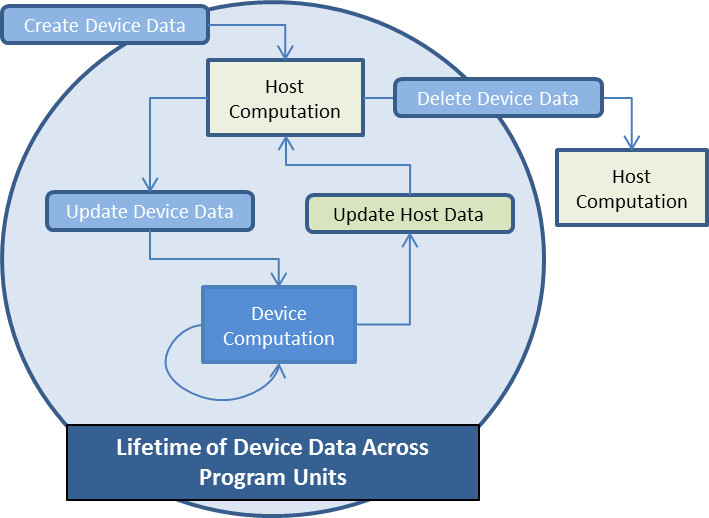 Create Device Data
Host
Computation
Delete Device Data
Host
Computation
Update Device Data
Update Host Data
Device
Computation
Lifetime of Device Data Across
Program Units